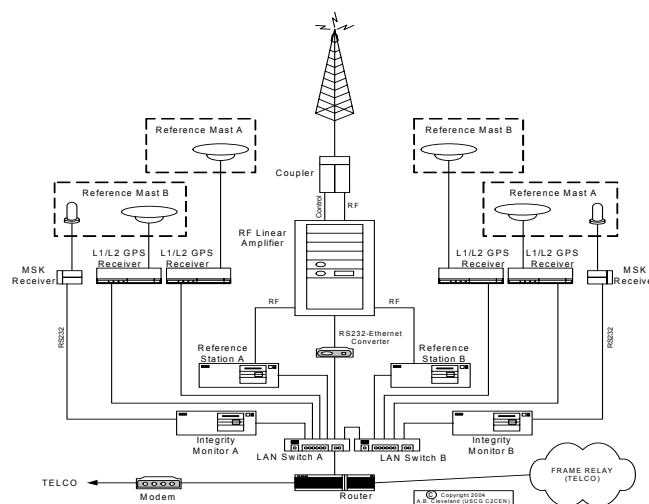 Reference Mast A
Reference Mast B
Reference Mast B
Reference Mast A
Coupler
Control
RF
RF Linear
Amplifier
L1/L2 GPS
Receiver
L1/L2 GPS
Receiver
L1/L2 GPS
Receiver
L1/L2 GPS
Receiver
MSK
Receiver
MSK
Receive
RF
RF
RS232
RS232
RS232-Ethernet
Converter
Reference
Station A
Reference
Station B
Integrity
Monitor A
Integrity
Monitor B
LAN Switch A
LAN Switch B
TELCO
Modem
Router
FRAME RELAY
(TELCO)
© Copyright 2004
A.B. Cleveland (USCG C2CEN)